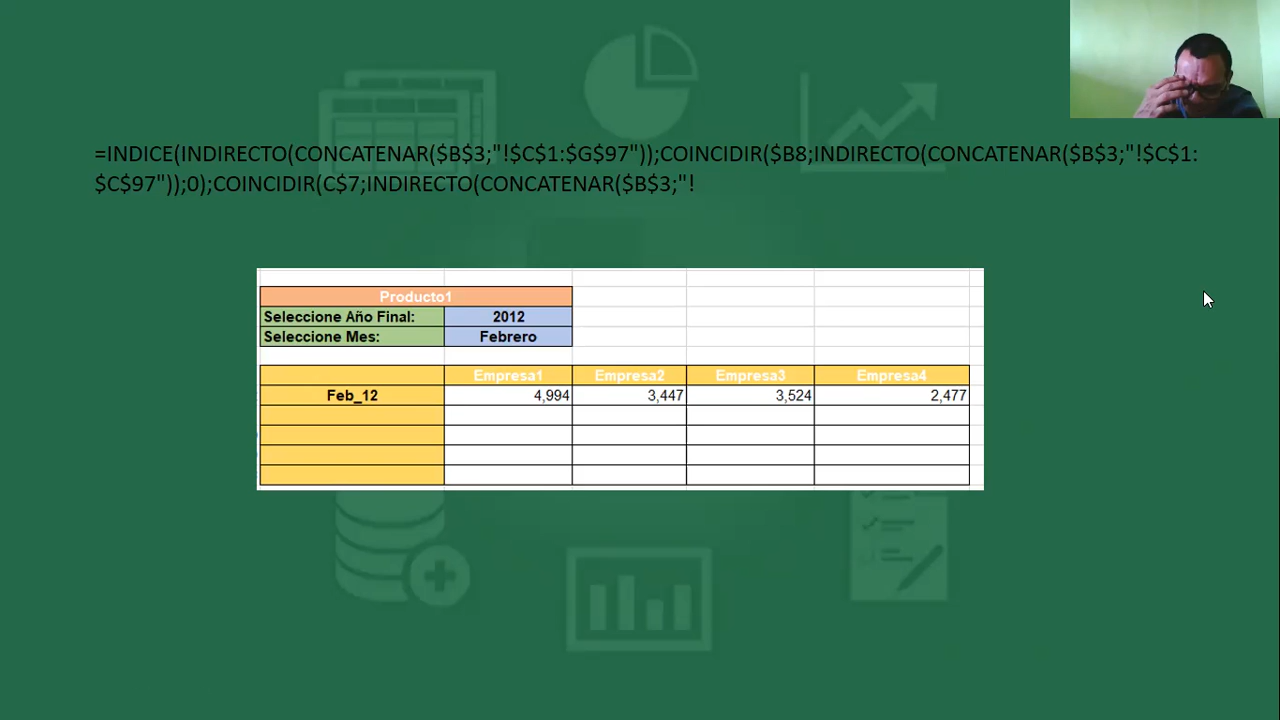 =INDICE(INDIRECTO(CONCATENAR($B$3;"!$C$1:$G$97"));COINCIDIR($B8;INDIRECTO(CONCATENAR($B$3;"!$C$1:
$C$97"));0);COINCIDIR(C$7;INDIRECTO(CONCATENAR($B$3;"!
Producto1
Seleccione Año Final: 2012
Seleccione Mes: Febrero
Empresa1 Empresa2 Empresa3 Empresa4
Feb_12 4,994 3,447 3,524 2,477